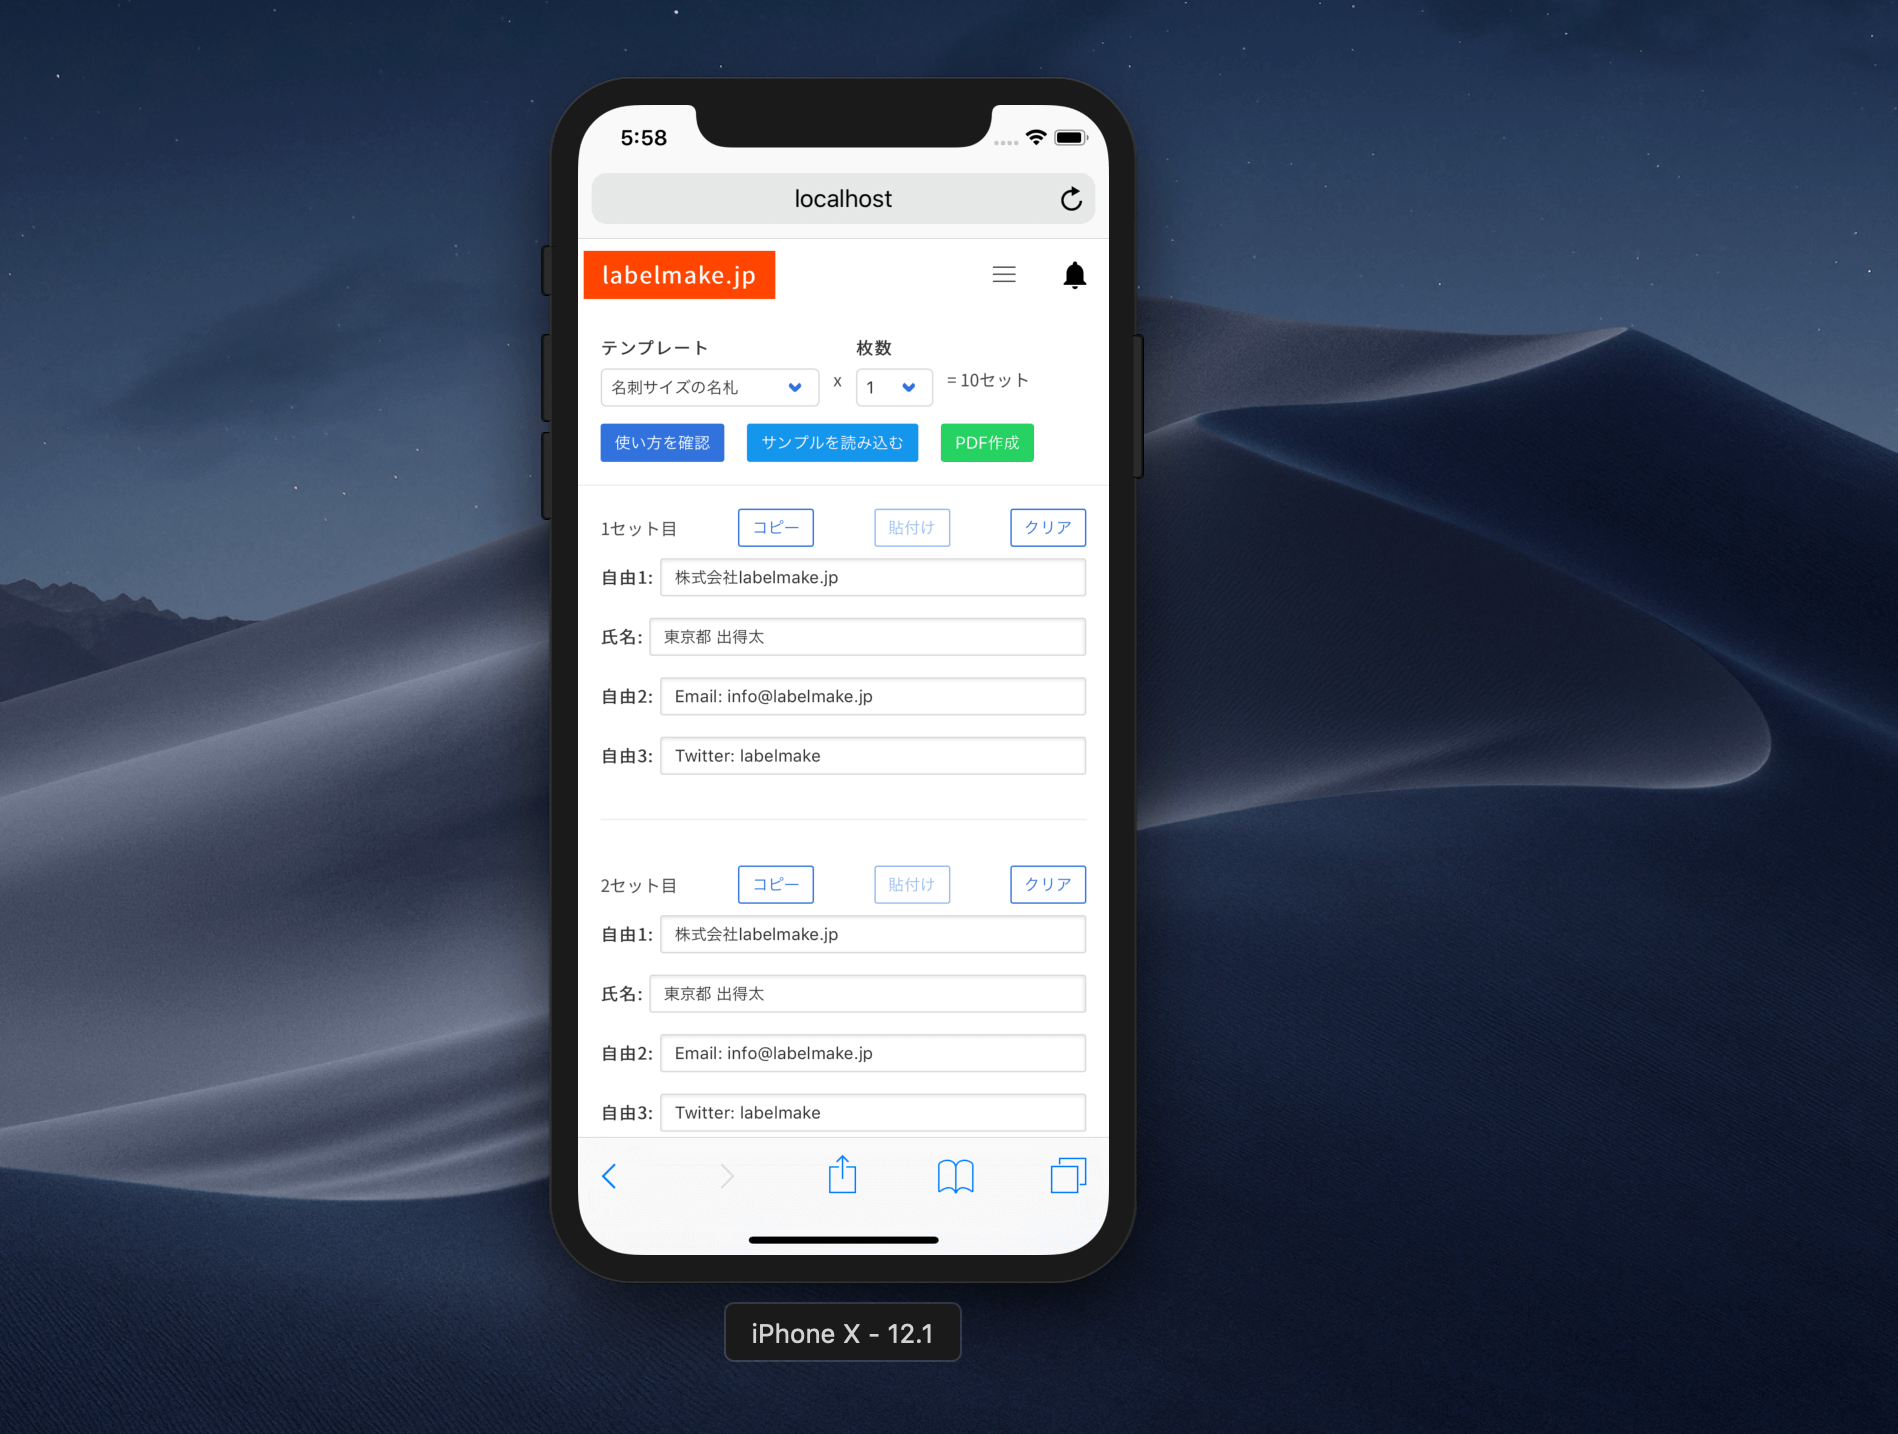 5:58
localhost
labelmake.jp
テンプレート 枚数
名刺サイズの名札 x 1 = 10セット
使い方を確認 サンプルを読み込む PDF作成
1セット目 コピー 貼付け クリア
自由1: 株式会社labelmake.jp
氏名: 東京都 出得太
自由2: Email: info@labelmake.jp
自由3: Twitter: labelmake
2セット目 コピー 貼付け クリア
自由1: 株式会社labelmake.jp
氏名: 東京都 出得太
自由2: Email: info@labelmake.jp
自由3: Twitter: labelmake
iPhone X - 12.1